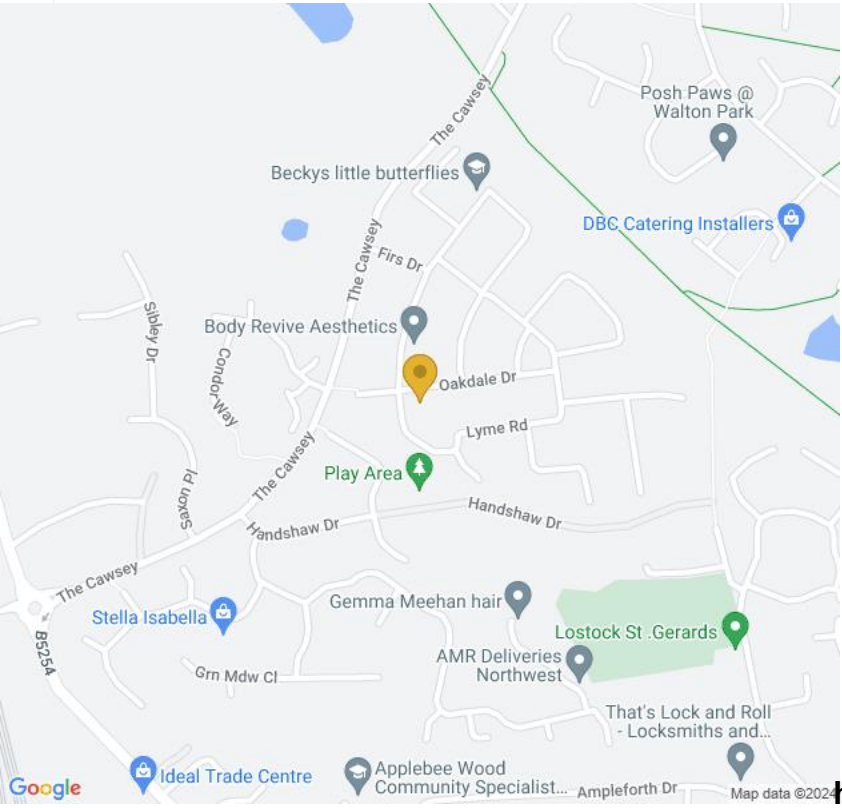 The Cawsey
Posh Paws @
Walton Park
Beckys little butterflies
DBC Catering Installers
The Cawsey
Firs Dr
Sibley Dr
Body Revive Aesthetics
Condor Way
Oakdale Dr
Lyme Rd
The Cawsey
Play Area
Saxon Pl
Handshaw Dr
Handshaw Dr
The Cawsey
Gemma Meehan hair
Stella Isabella
Lostock St .Gerards
B5254
AMR Deliveries
Northwest
Grn Mdw Cl
That's Lock and Roll
- Locksmiths and...
Ideal Trade Centre
Applebee Wood
Community Specialist...
Ampleforth Dr
Google
Map data ©2024